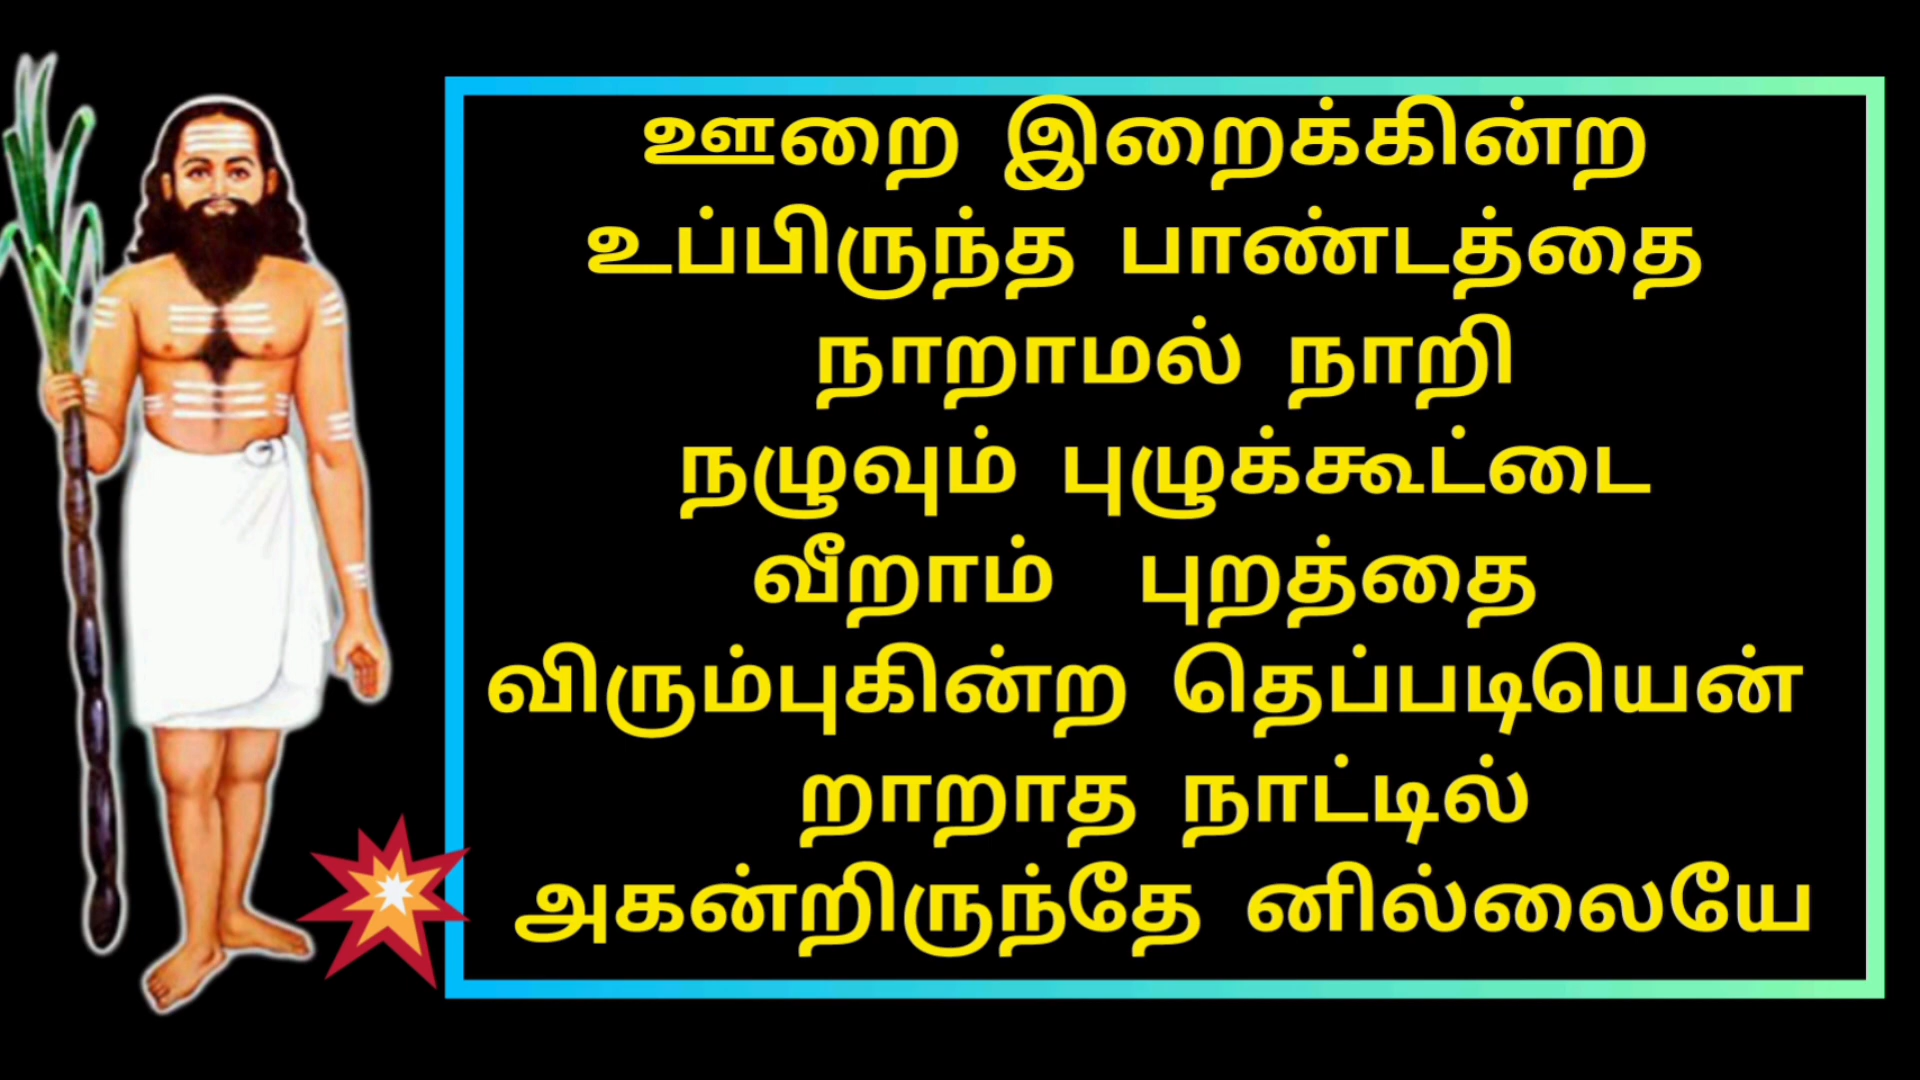 ஊறை இறைக்கின்ற
உப்பிருந்த பாண்டத்தை
நாறாமல் நாறி
நழுவும் புழுக்கூட்டை
வீறாம் புறத்தை
விரும்புகின்ற தெப்படியென்
றாறாத நாட்டில்
அகன்றிருந்தே னில்லையே